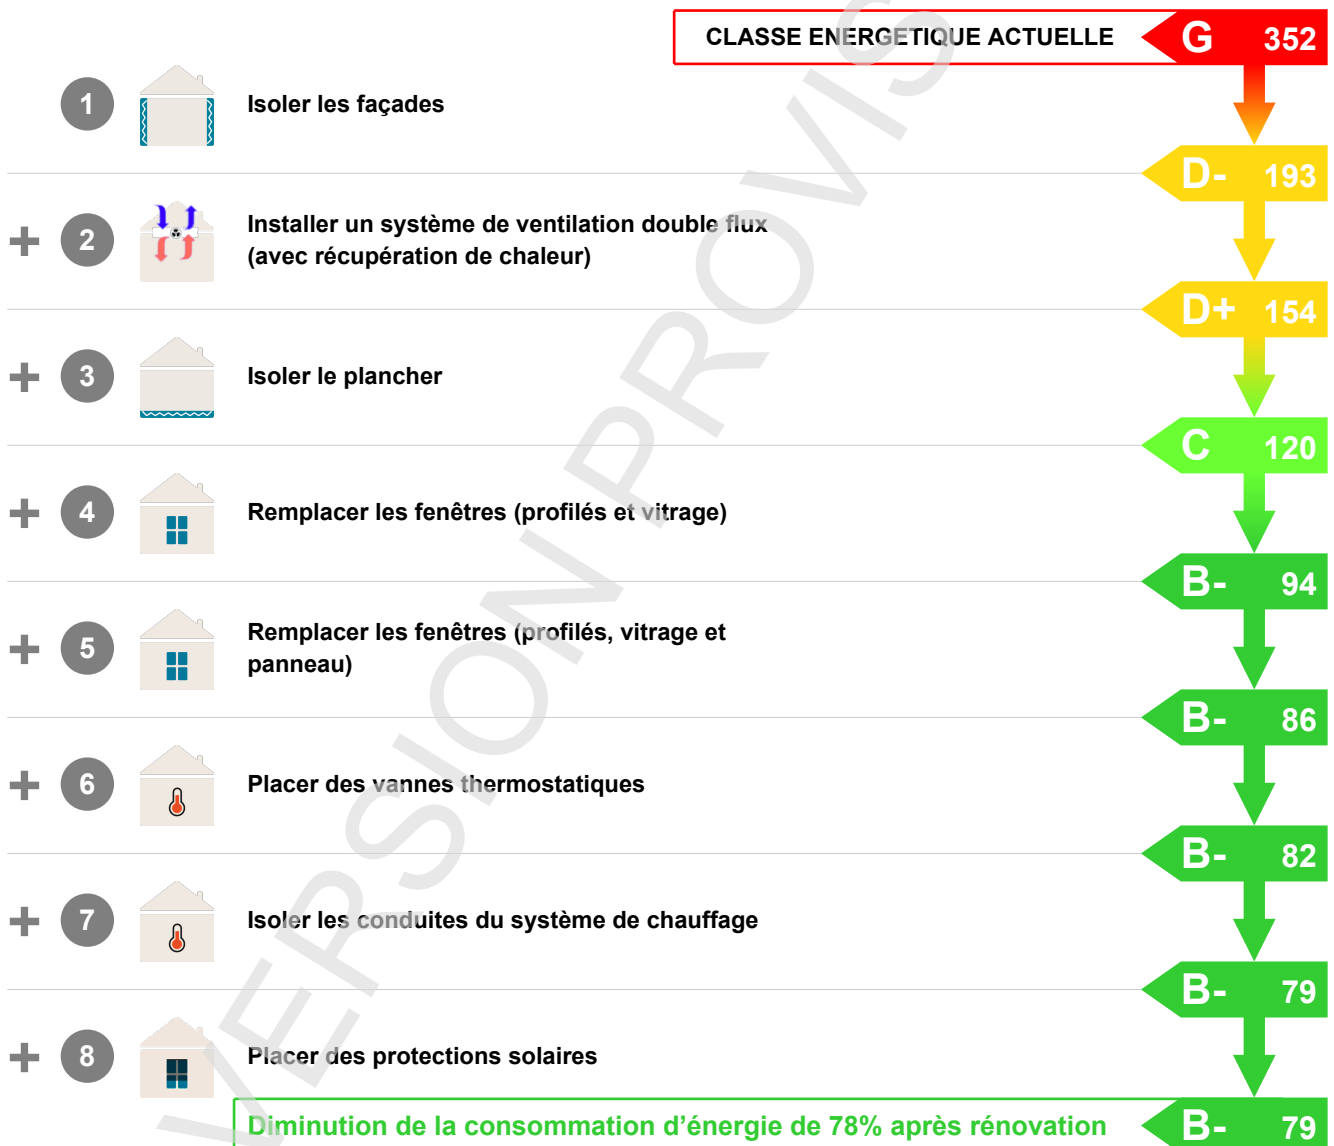 CLASSE ENERGETIQUE ACTUELLE G 352
1 Isoler les façades
D- 193
+ 2 Installer un système de ventilation double flux
(avec récupération de chaleur)
D+ 154
+ 3 Isoler le plancher
C 120
+ 4 Remplacer les fenêtres (profilés et vitrage)
B- 94
+ 5 Remplacer les fenêtres (profilés, vitrage et
panneau)
B- 86
+ 6 Placer des vannes thermostatiques
B- 82
+ 7 Isoler les conduites du système de chauffage
B- 79
+ 8 Placer des protections solaires
Diminution de la consommation d’énergie de 78% après rénovation B- 79
VERSION PROVIS